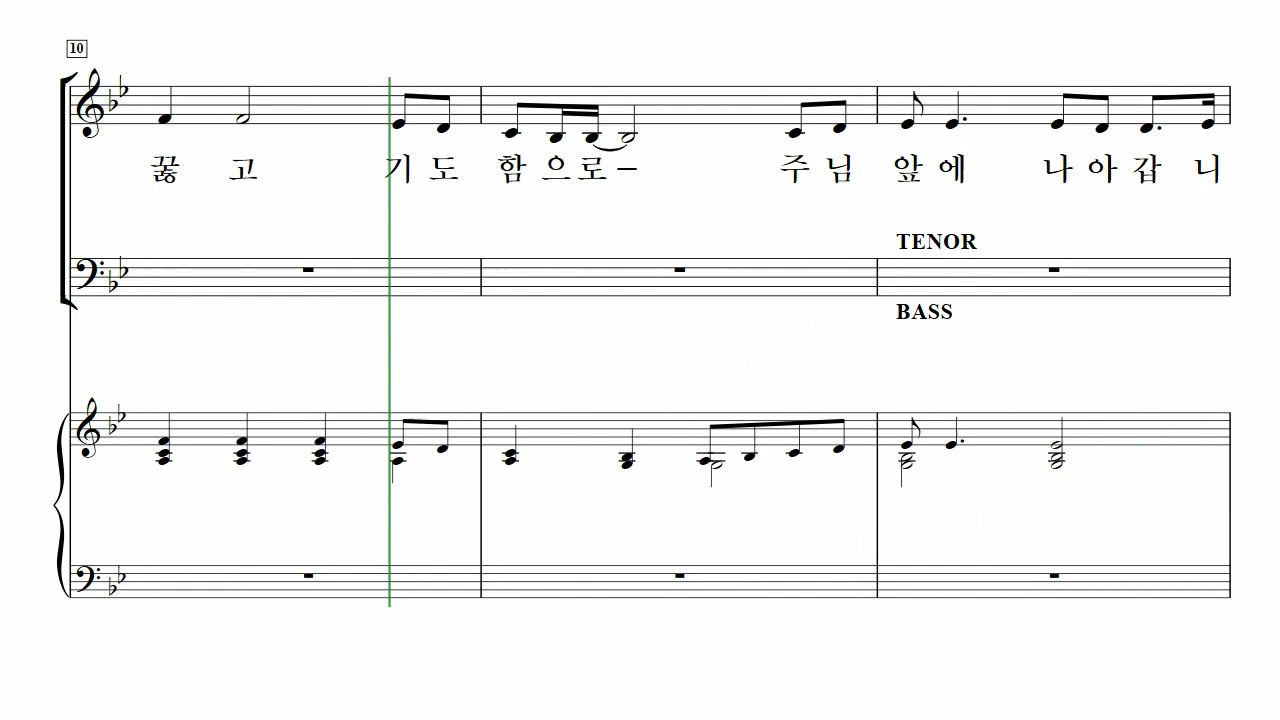 10
꿇 고 기 도 함 으 로 – 주 님 앞 에 나 아 갑 니
TENOR
BASS